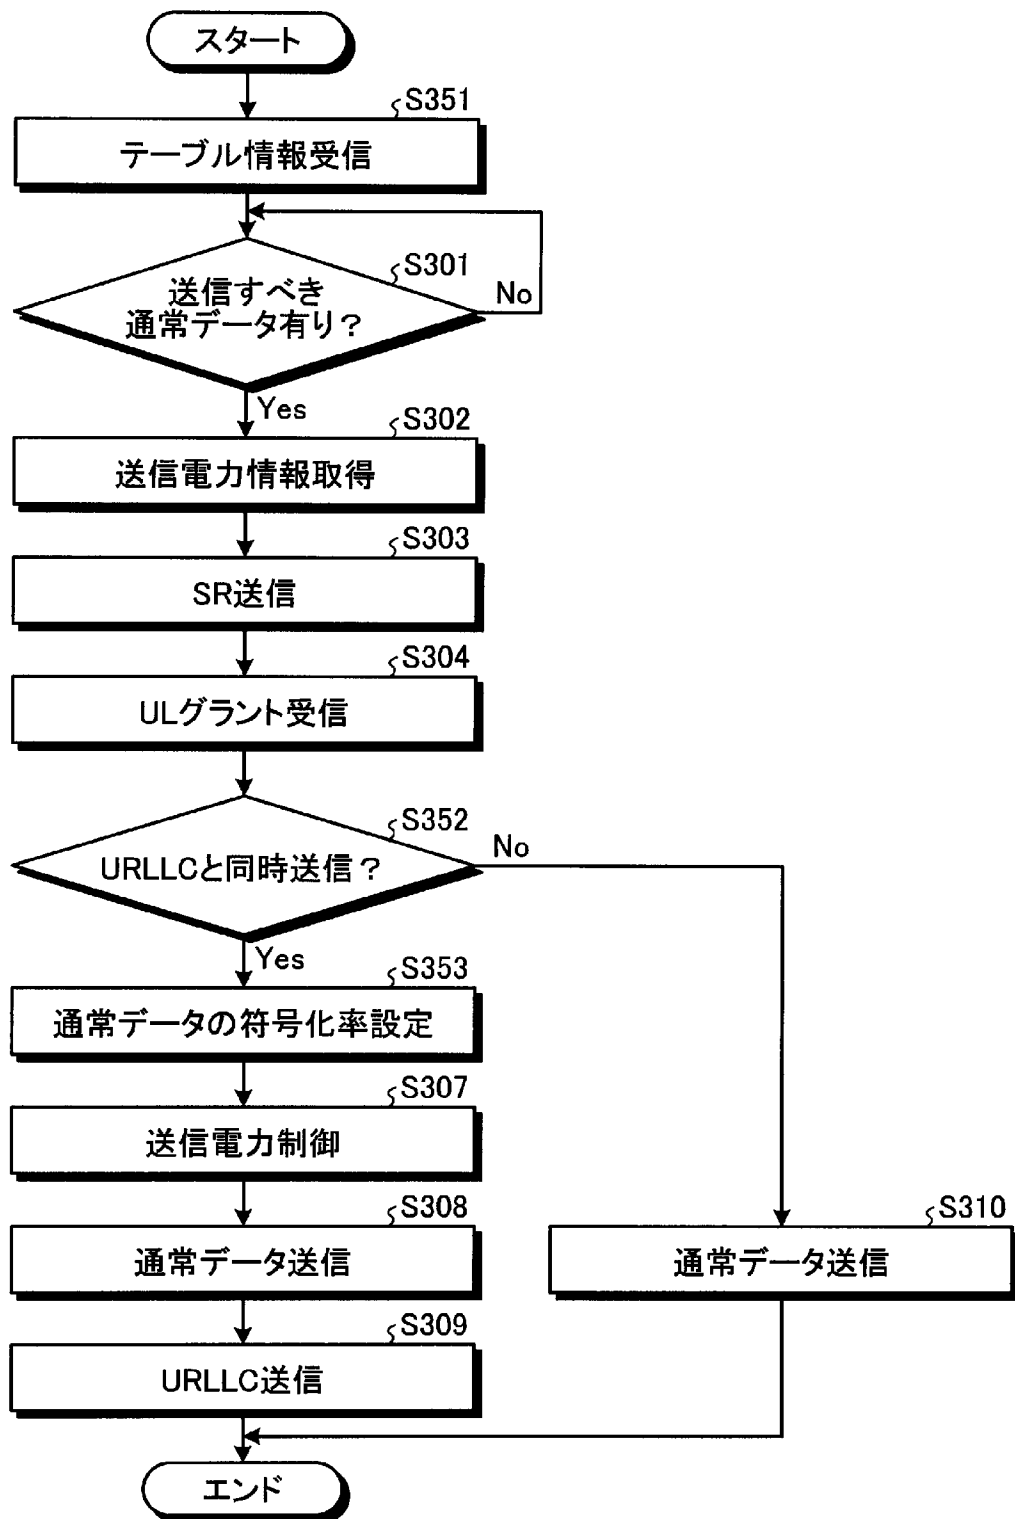 スタート
S351
テーブル情報受信
S301
送信すべき
通常データ有り？
No
Yes
S302
送信電力情報取得
S303
SR送信
S304
ULグラント受信
S352
URLLCと同時送信？
No
Yes
S353
通常データの符号化率設定
S307
送信電力制御
S308
通常データ送信
S310
通常データ送信
S309
URLLC送信
エンド